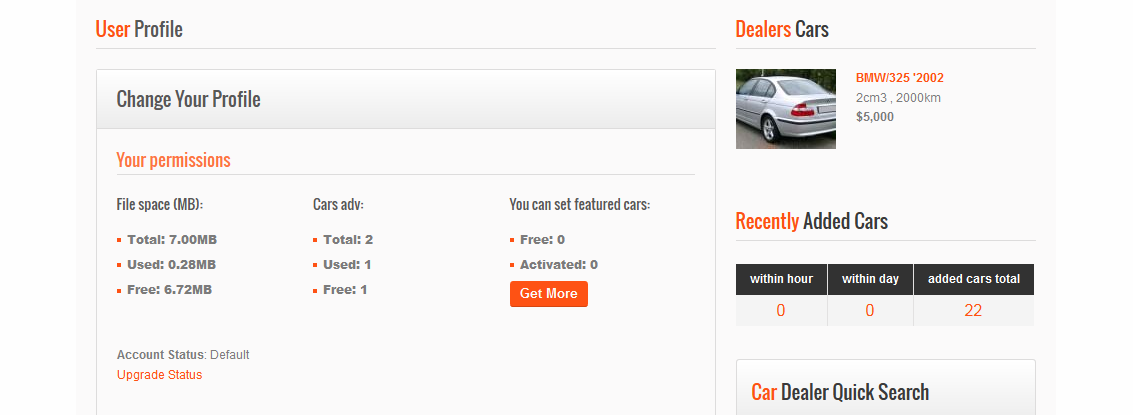 User Profile
Change Your Profile
Your permissions
File space (MB):
Total: 7.00MB
Used: 0.28MB
Free: 6.72MB
Cars adv:
Total: 2
Used: 1
Free: 1
You can set featured cars:
Free: 0
Activated: 0
Get More
Account Status: Default
Upgrade Status
Dealers Cars
BMW/325 '2002
2cm3 , 2000km
$5,000
Recently Added Cars
within hour within day added cars total
0 0 22
Car Dealer Quick Search